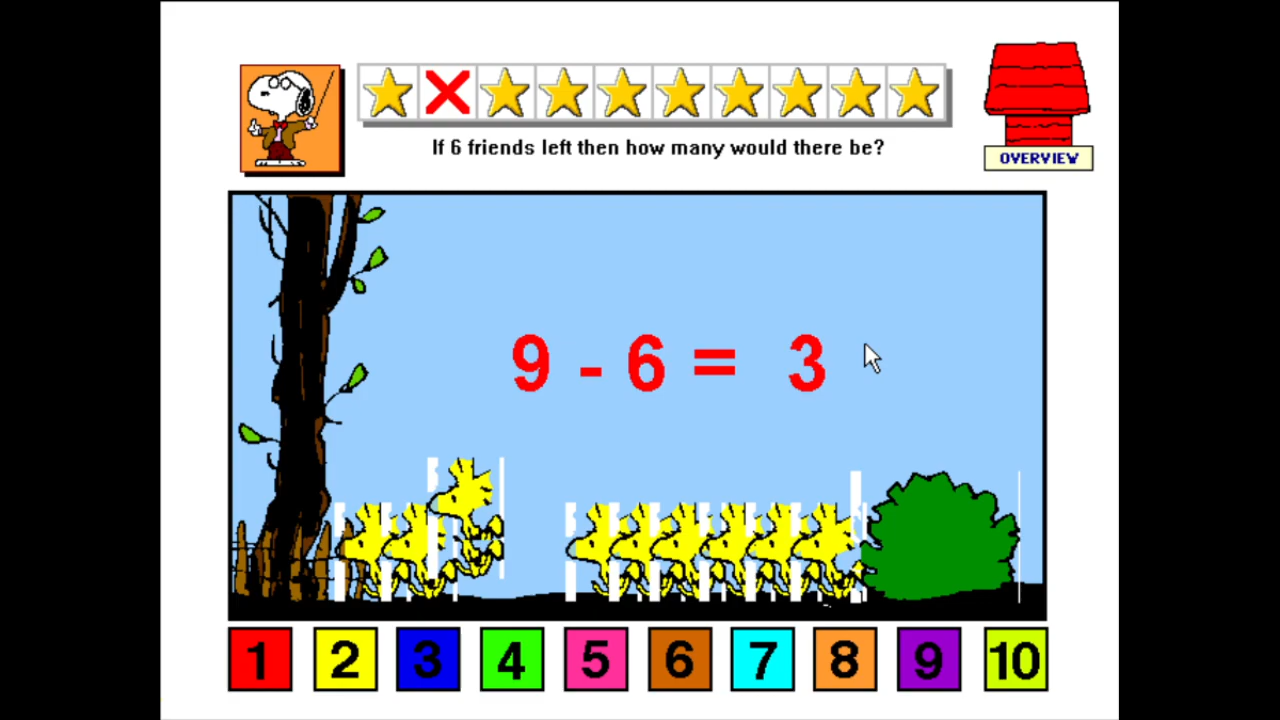 If 6 friends left then how many would there be?
OVERVIEW
9 - 6 = 3
1 2 3 4 5 6 7 8 9 10